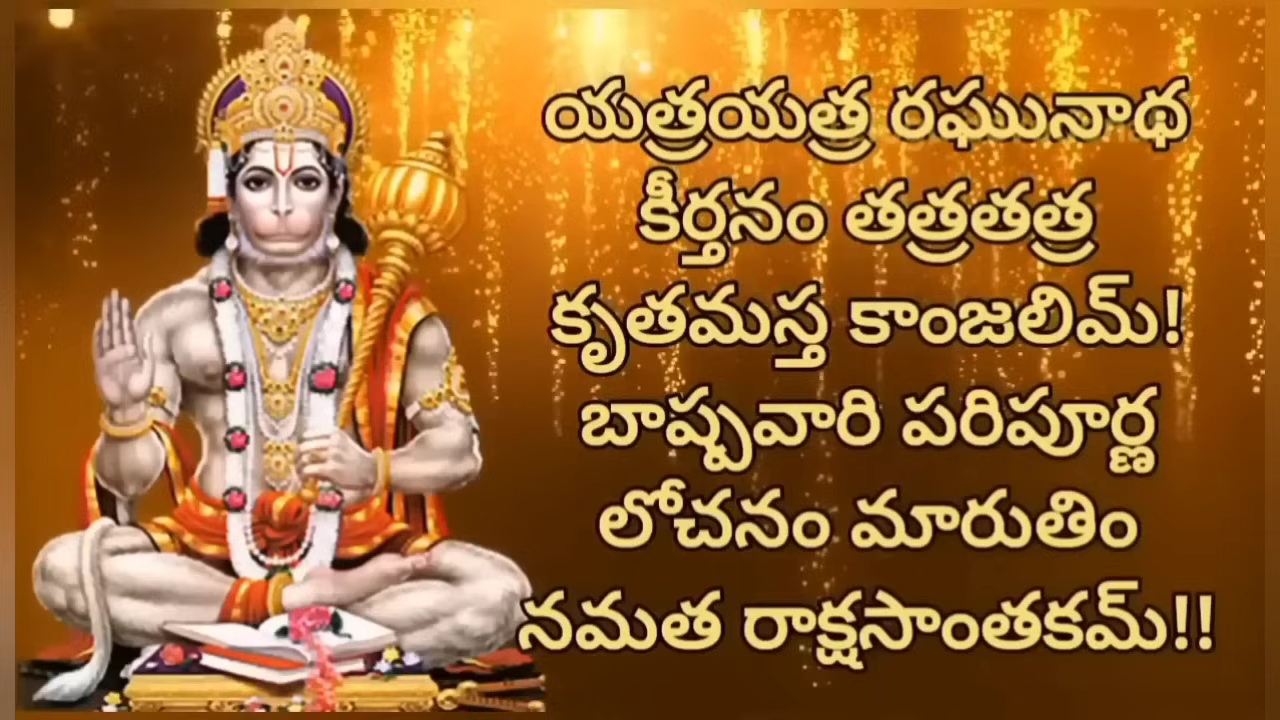 యత్రయత్ర రఘునాథ
కీర్తనం తత్రతత్ర
కృతమస్త కాంజలిమ్!
బాష్పవారి పరిపూర్ణ
లోచనం మారుతిం
నమత రాక్షసాంతకమ్!!